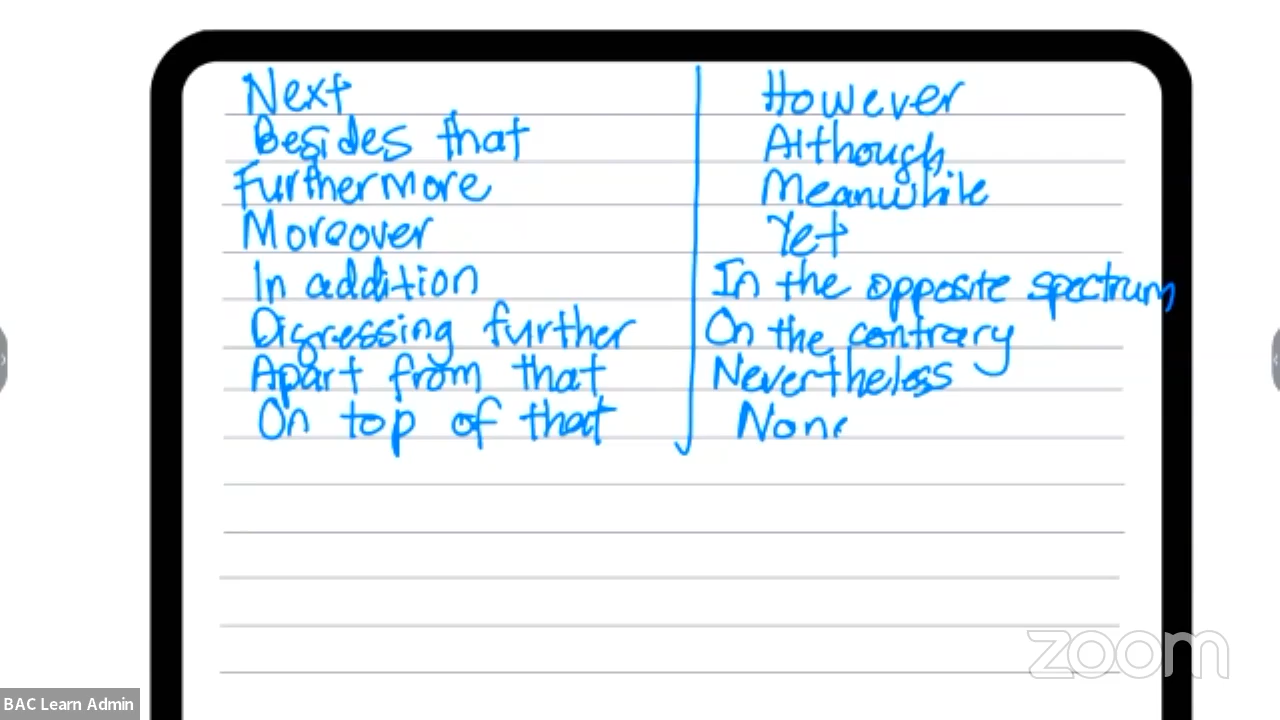 Next
Besides that
Furthermore
Moreover
In addition
Digressing further
Apart from that
On top of that
However
Although
Meanwhile
Yet
In the opposite spectrum
On the contrary
Nevertheless
zoom
BAC Learn Admin